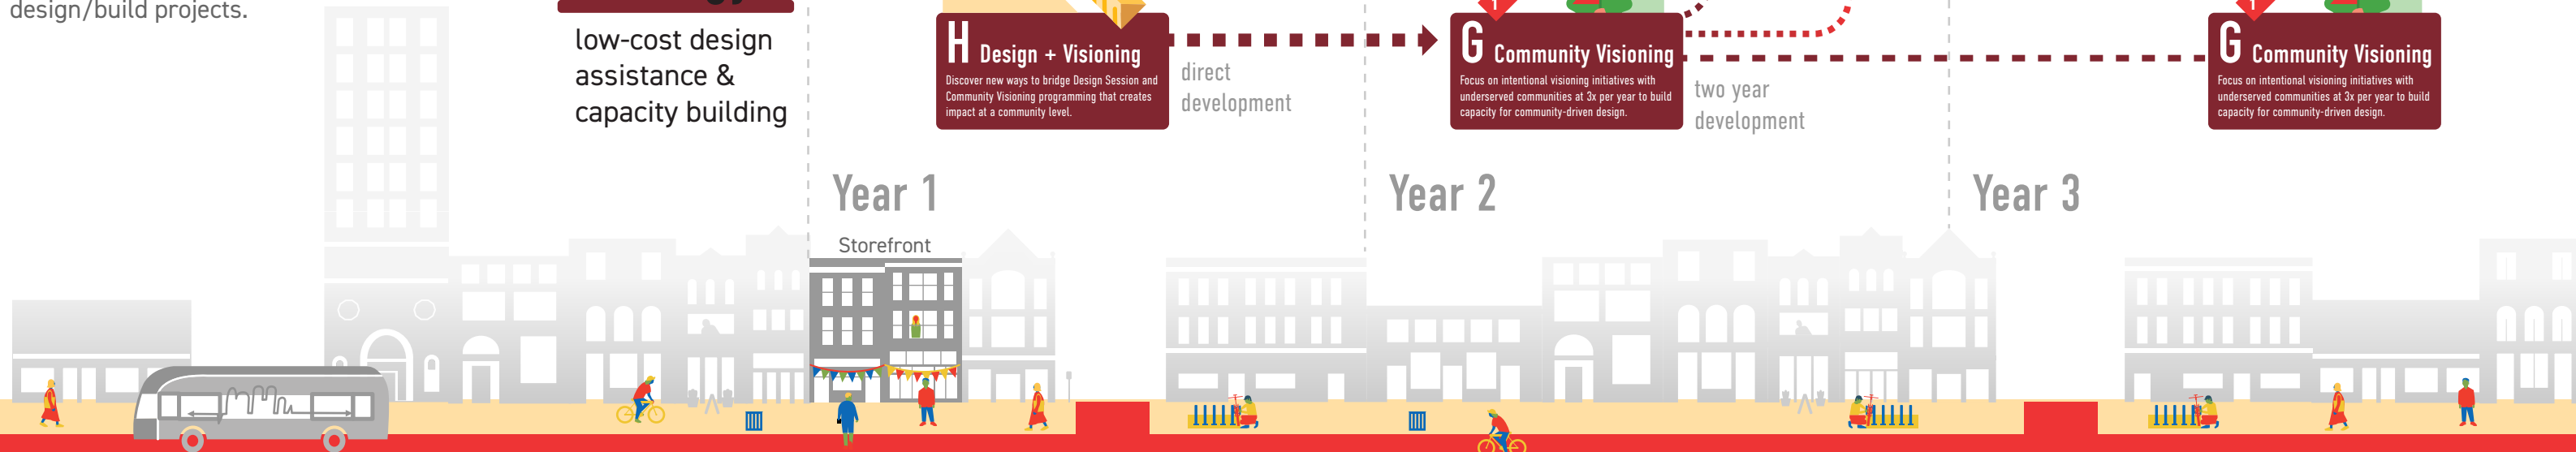 design/build projects.
low-cost design
assistance &
capacity building
H Design + Visioning
Discover new ways to bridge Design Session and
Community Visioning programming that creates
impact at a community level.
direct
development
G Community Visioning
Focus on intentional visioning initiatives with
underserved communities at 3x per year to build
capacity for community-driven design.
two year
development
G Community Visioning
Focus on intentional visioning initiatives with
underserved communities at 3x per year to build
capacity for community-driven design.
Year 1
Year 2
Year 3
Storefront